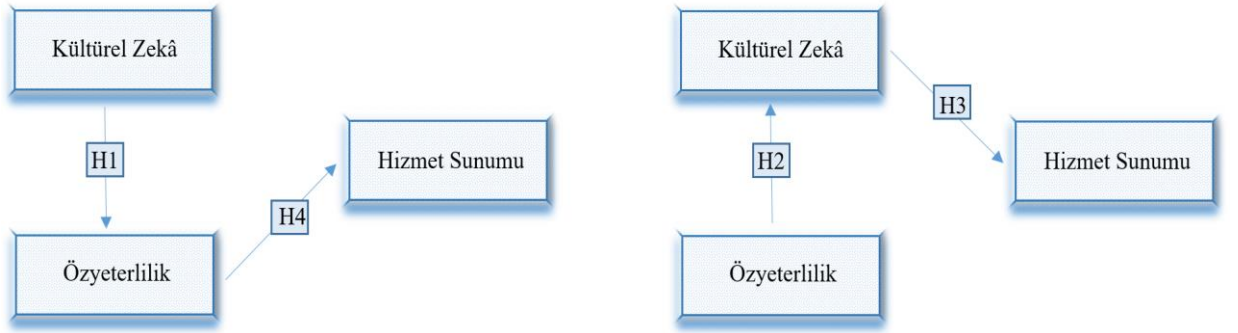 Kültürel Zekâ
H1
Hizmet Sunumu
H4
Özyeterlilik
Kültürel Zekâ
H3
Hizmet Sunumu
H2
Özyeterlilik